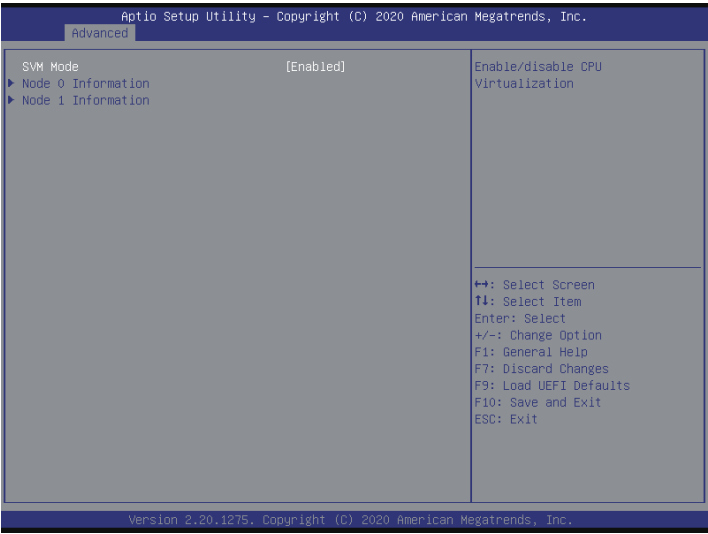 Aptio Setup Utility – Copyright (C) 2020 American Megatrends, Inc.
Advanced
SVM Mode [Enabled]
Node 0 Information
Node 1 Information
Enable/disable CPU
Virtualization
↔: Select Screen
↑↓: Select Item
Enter: Select
+/-: Change Option
F1: General Help
F7: Discard Changes
F9: Load UEFI Defaults
F10: Save and Exit
ESC: Exit
Version 2.20.1275. Copyright (C) 2020 American Megatrends, Inc.